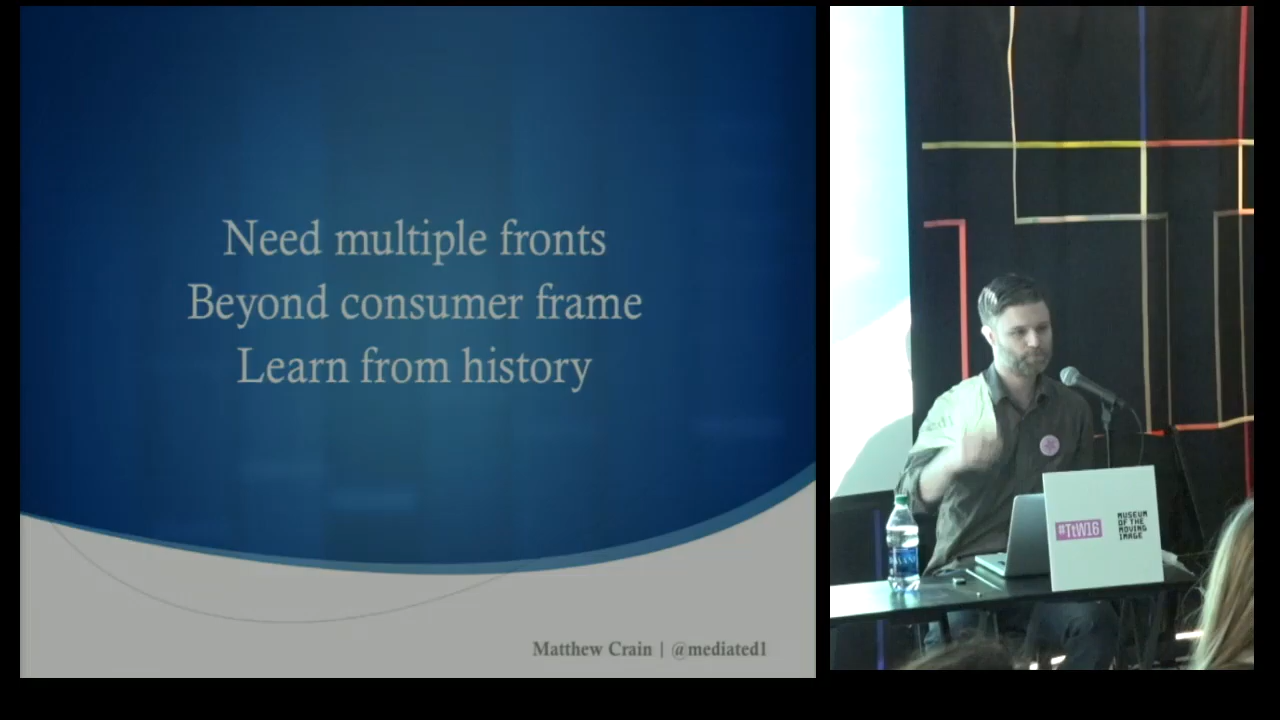 Need multiple fronts
Beyond consumer frame
Learn from history
Matthew Crain | @mediated1
#TtW16
MUSEUM
OF THE
MOVING
IMAGE